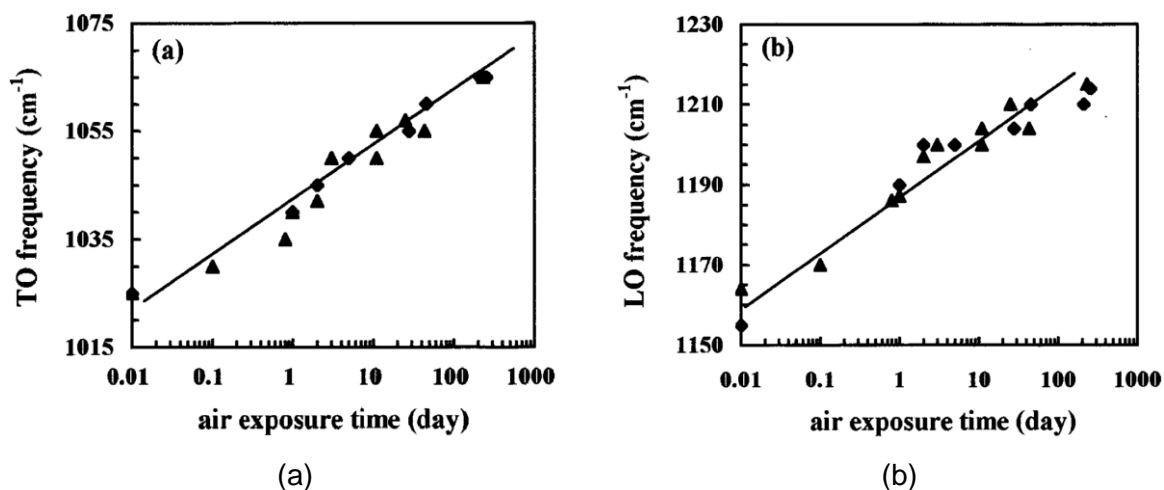 (a)
TO frequency (cm⁻¹)
1075
1055
1035
1015
0.01 0.1 1 10 100 1000
air exposure time (day)
(b)
LO frequency (cm⁻¹)
1230
1210
1190
1170
1150
0.01 0.1 1 10 100 1000
air exposure time (day)
(a) (b)